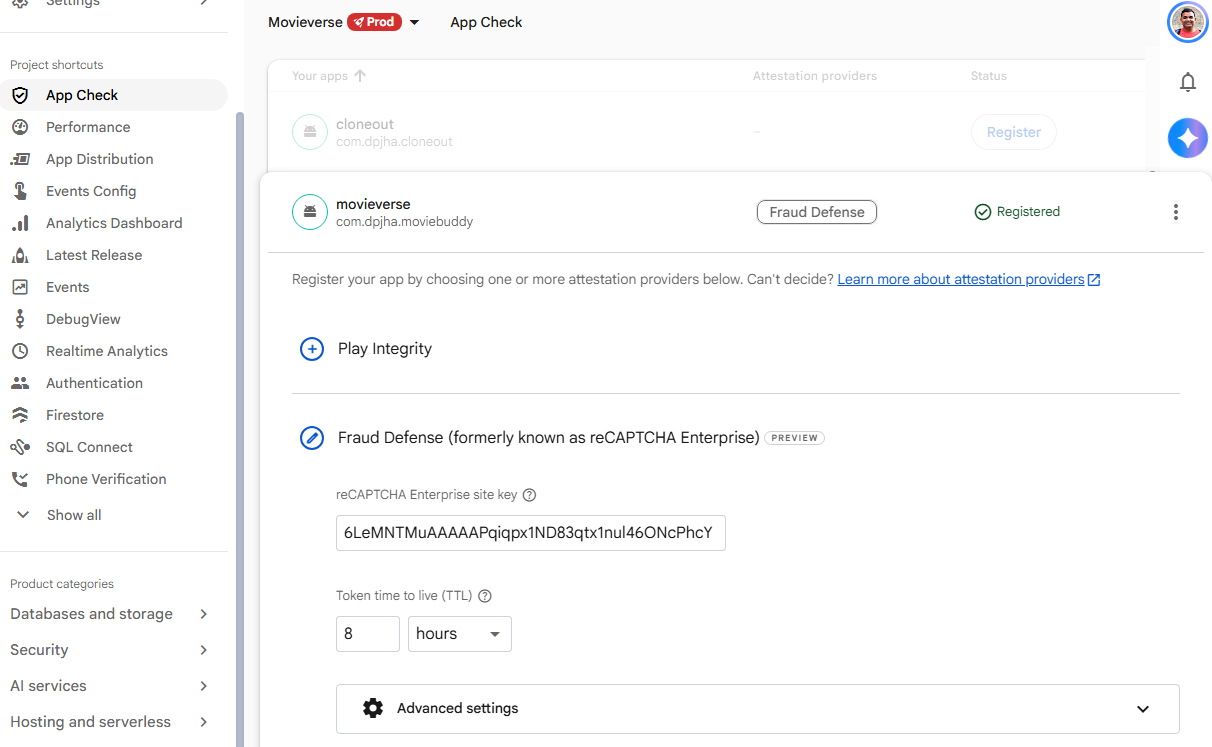 Settings
Project shortcuts
App Check
Performance
App Distribution
Events Config
Analytics Dashboard
Latest Release
Events
DebugView
Realtime Analytics
Authentication
Firestore
SQL Connect
Phone Verification
Show all
Product categories
Databases and storage
Security
AI services
Hosting and serverless
Movieverse Prod App Check
Your apps Attestation providers Status
cloneout
com.dpjha.cloneout
– Register
movieverse
com.dpjha.moviebuddy
Fraud Defense Registered
Register your app by choosing one or more attestation providers below. Can't decide? Learn more about attestation providers
Play Integrity
Fraud Defense (formerly known as reCAPTCHA Enterprise) PREVIEW
reCAPTCHA Enterprise site key
6LeMNTMuAAAAAPqiqpx1ND83qtx1nul46ONcPhcY
Token time to live (TTL)
8 hours
Advanced settings